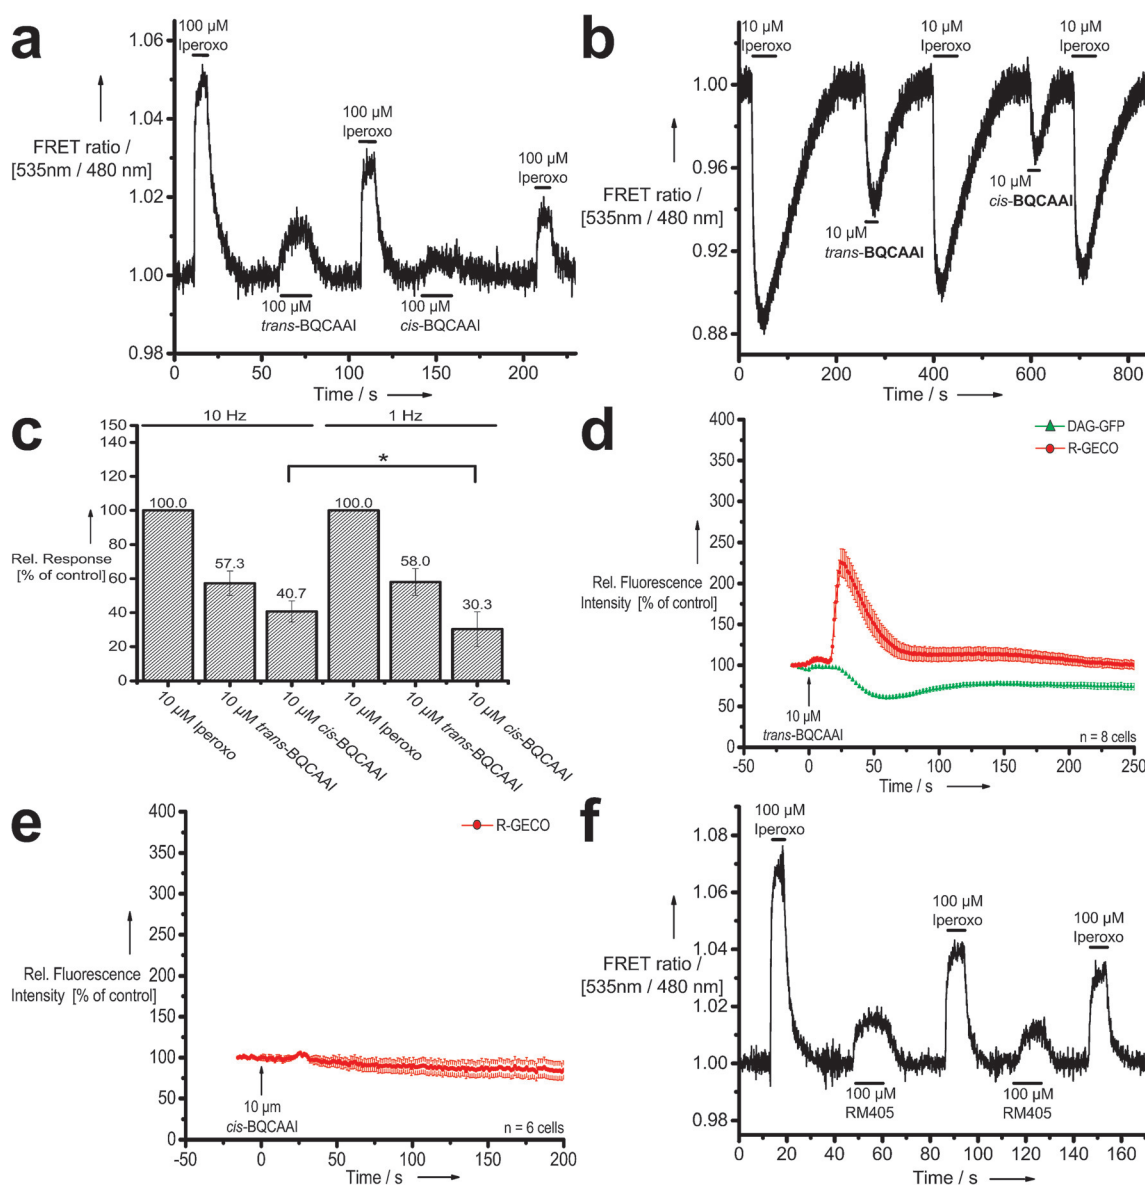 a
100 µM
Iperoxo
1.06
1.04
1.02
1.00
0.98
FRET ratio /
[535nm / 480 nm]
100 µM
Iperoxo
100 µM
Iperoxo
100 µM
trans-BQCAAI
100 µM
cis-BQCAAI
0 50 100 150 200
Time / s
b
10 µM
Iperoxo
10 µM
Iperoxo
10 µM
Iperoxo
1.00
0.96
0.92
0.88
FRET ratio /
[535nm / 480 nm]
10 µM
trans-BQCAAI
10 µM
cis-BQCAAI
0 200 400 600 800
Time / s
c
10 Hz 1 Hz
150
140
120
100
80
60
40
20
0
Rel. Response
[% of control]
*
100.0
57.3
40.7
100.0
58.0
30.3
10 µM Iperoxo
10 µM trans-BQCAAI
10 µM cis-BQCAAI
10 µM Iperoxo
10 µM trans-BQCAAI
10 µM cis-BQCAAI
d
DAG-GFP
R-GECO
400
350
300
250
200
150
100
50
0
Rel. Fluorescence
Intensity [% of control]
10 µM
trans-BQCAAI
n = 8 cells
-50 0 50 100 150 200 250
Time / s
e
R-GECO
400
350
300
250
200
150
100
50
0
Rel. Fluorescence
Intensity [% of control]
10 µm
cis-BQCAAI
n = 6 cells
-50 0 50 100 150 200
Time / s
f
100 µM
Iperoxo
1.08
1.06
1.04
1.02
1.00
0.98
FRET ratio /
[535nm / 480 nm]
100 µM
Iperoxo
100 µM
Iperoxo
100 µM
RM405
100 µM
RM405
0 20 40 60 80 100 120 140 160
Time / s